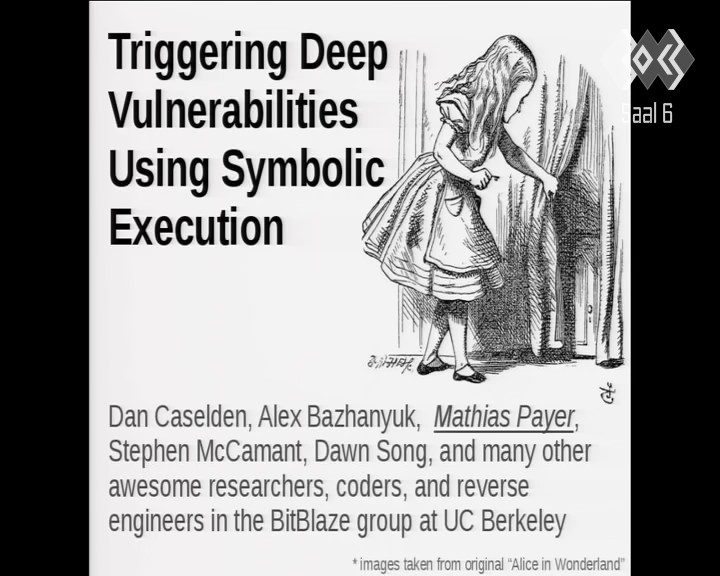 Triggering Deep
Vulnerabilities
Using Symbolic
Execution
Saal 6
Dan Caselden, Alex Bazhanyuk, Mathias Payer,
Stephen McCamant, Dawn Song, and many other
awesome researchers, coders, and reverse
engineers in the BitBlaze group at UC Berkeley
* images taken from original “Alice in Wonderland”